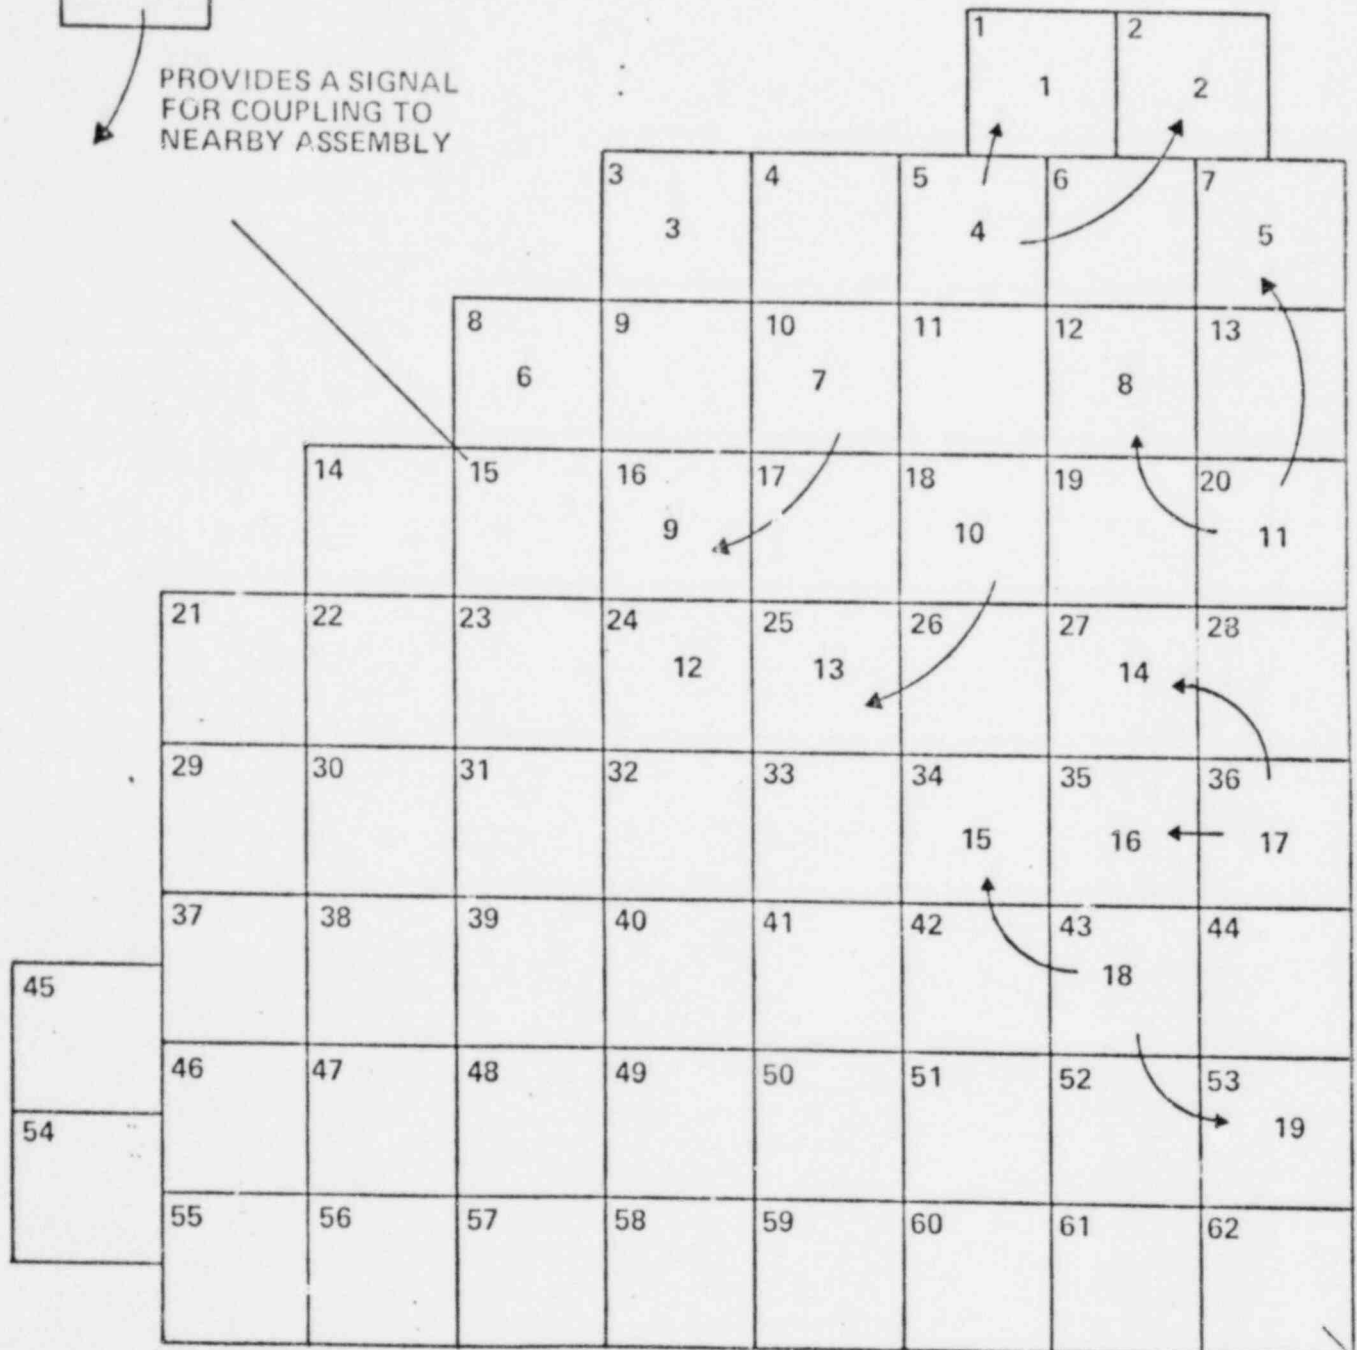 PROVIDES A SIGNAL
FOR COUPLING TO
NEARBY ASSEMBLY
1 2
1 2
3 4 5 6 7
3 4 5
8 9 10 11 12 13
6 7 8
14 15 16 17 18 19 20
9 10 11
21 22 23 24 25 26 27 28
12 13 14
29 30 31 32 33 34 35 36
15 16 17
37 38 39 40 41 42 43 44
18
45
46 47 48 49 50 51 52 53
19
54
55 56 57 58 59 60 61 62